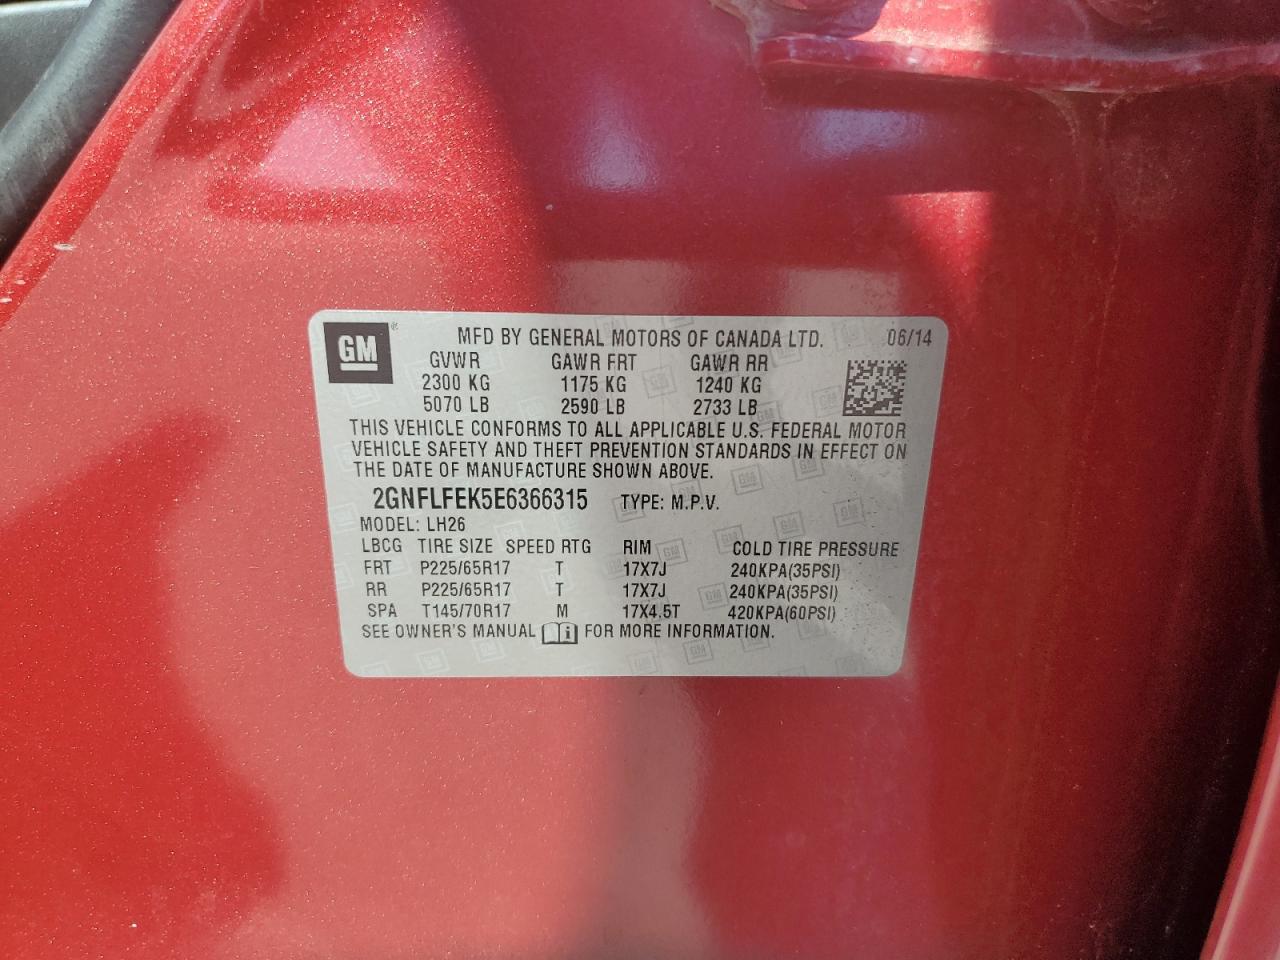 GM® MFD BY GENERAL MOTORS OF CANADA LTD. 06/14
GVWR GAWR FRT GAWR RR
2300 KG 1175 KG 1240 KG
5070 LB 2590 LB 2733 LB
THIS VEHICLE CONFORMS TO ALL APPLICABLE U.S. FEDERAL MOTOR
VEHICLE SAFETY AND THEFT PREVENTION STANDARDS IN EFFECT ON
THE DATE OF MANUFACTURE SHOWN ABOVE.
2GNFLFEK5E6366315 TYPE: M.P.V.
MODEL: LH26
LBCG TIRE SIZE SPEED RTG RIM COLD TIRE PRESSURE
FRT P225/65R17 T 17X7J 240KPA(35PSI)
RR P225/65R17 T 17X7J 240KPA(35PSI)
SPA T145/70R17 M 17X4.5T 420KPA(60PSI)
SEE OWNER'S MANUAL i FOR MORE INFORMATION.